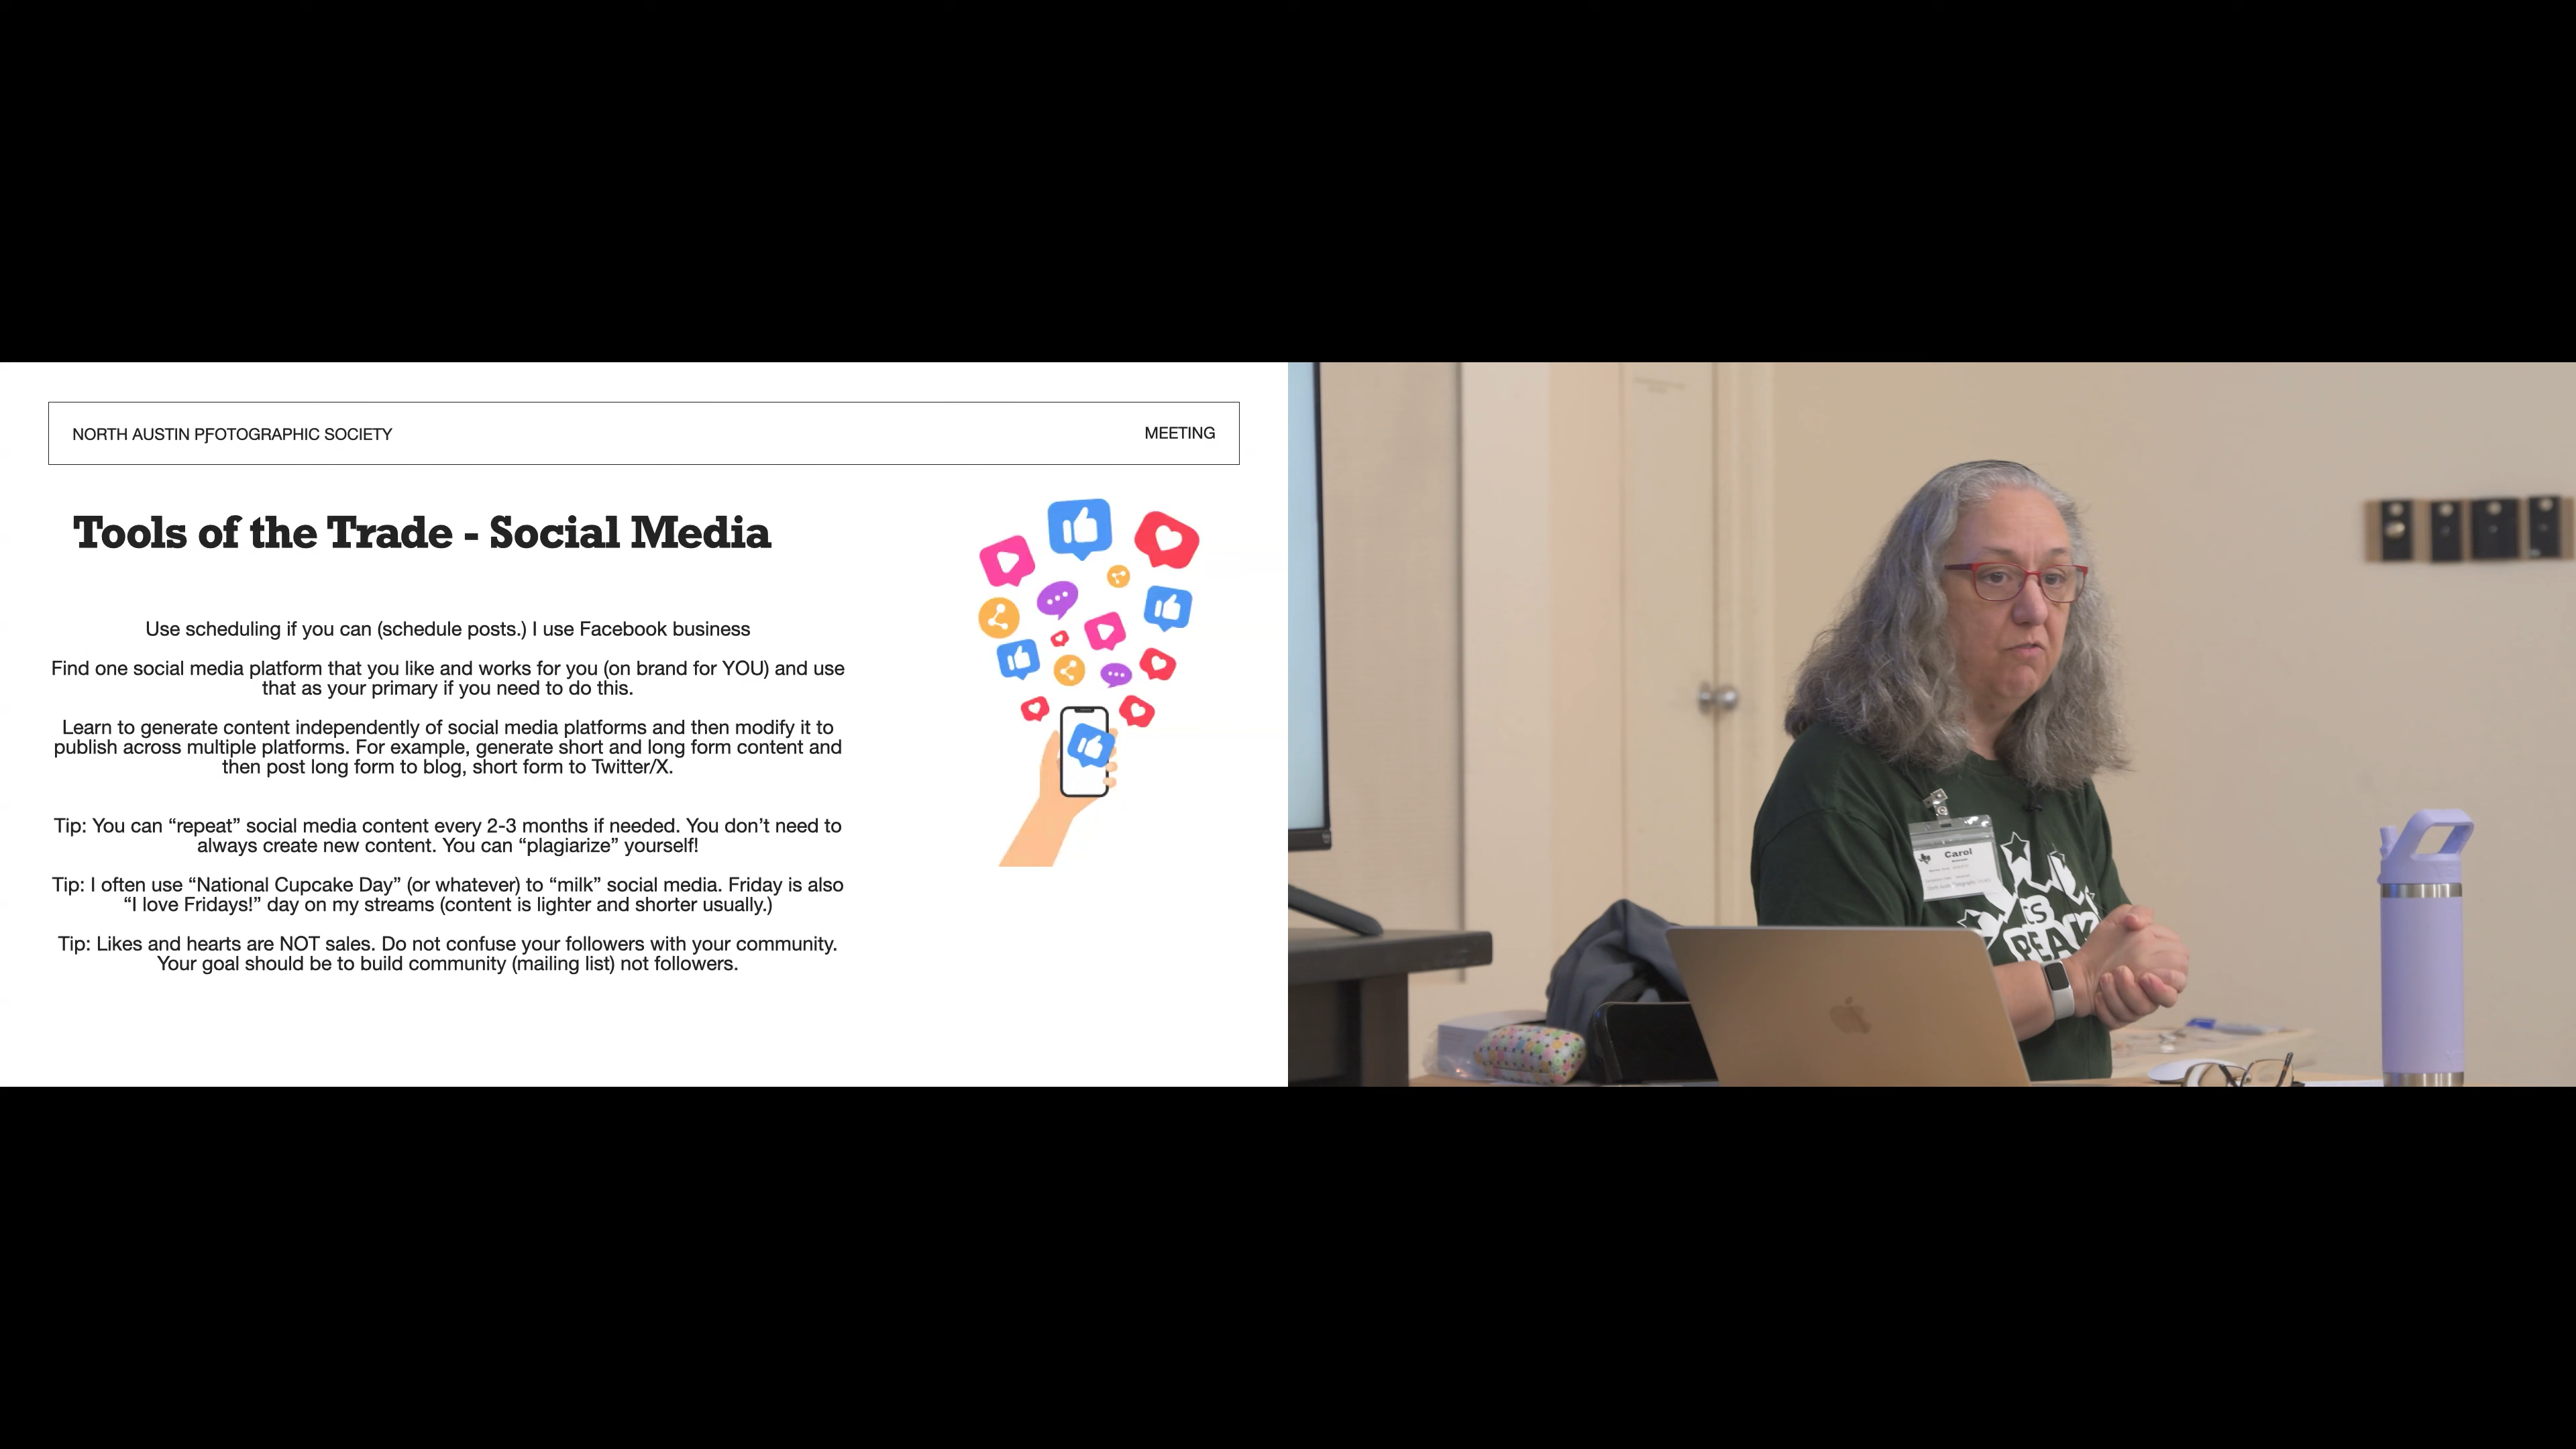 NORTH AUSTIN PƒOTOGRAPHIC SOCIETY
MEETING
Tools of the Trade - Social Media
Use scheduling if you can (schedule posts.) I use Facebook business
Find one social media platform that you like and works for you (on brand for YOU) and use
that as your primary if you need to do this.
Learn to generate content independently of social media platforms and then modify it to
publish across multiple platforms. For example, generate short and long form content and
then post long form to blog, short form to Twitter/X.
Tip: You can “repeat” social media content every 2-3 months if needed. You don’t need to
always create new content. You can “plagiarize” yourself!
Tip: I often use “National Cupcake Day” (or whatever) to “milk” social media. Friday is also
“I love Fridays!” day on my streams (content is lighter and shorter usually.)
Tip: Likes and hearts are NOT sales. Do not confuse your followers with your community.
Your goal should be to build community (mailing list) not followers.
Carol